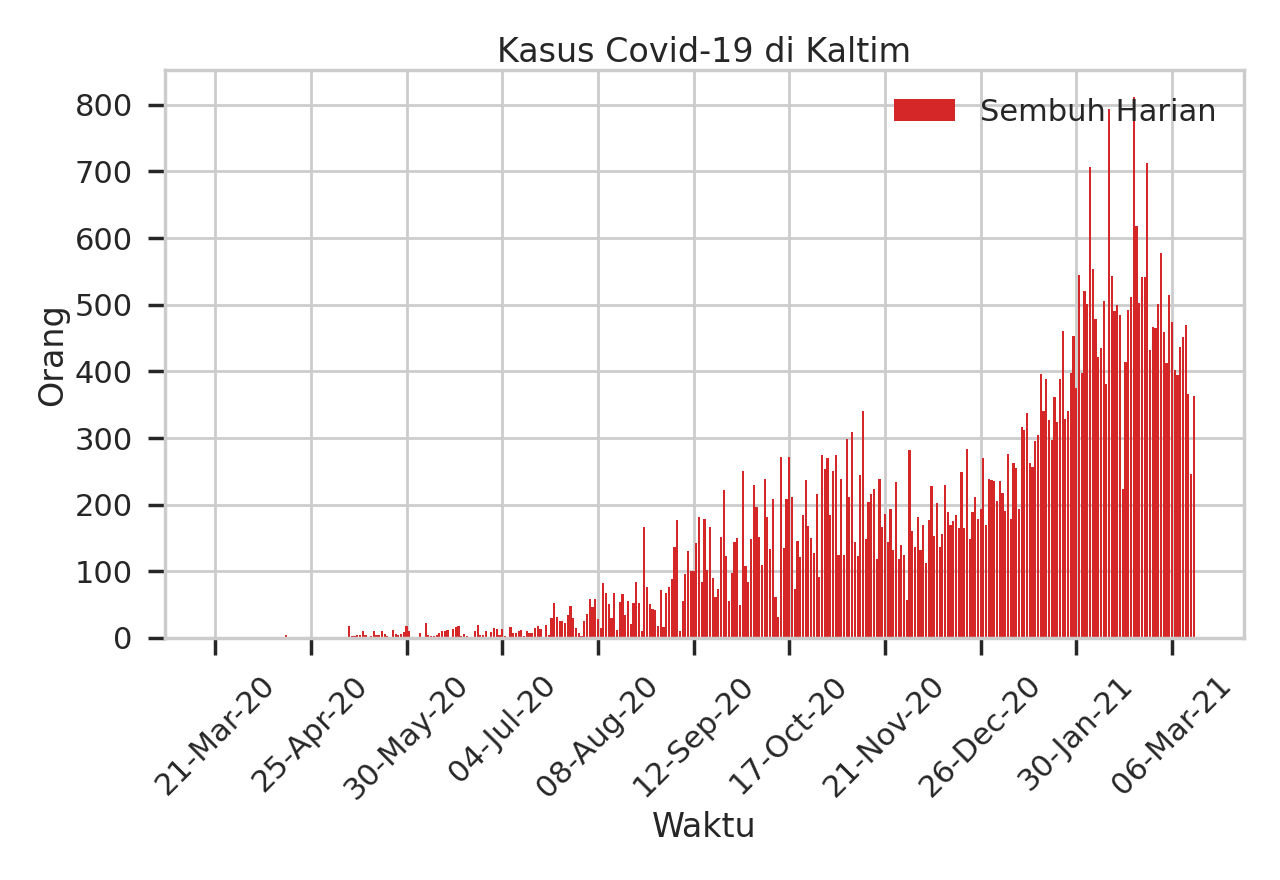 Kasus Covid-19 di Kaltim
Sembuh Harian
Orang
800
700
600
500
400
300
200
100
0
21-Mar-20
25-Apr-20
30-May-20
04-Jul-20
08-Aug-20
12-Sep-20
17-Oct-20
21-Nov-20
26-Dec-20
30-Jan-21
06-Mar-21
Waktu